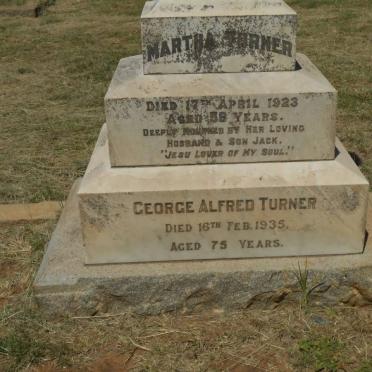 MARTHA TURNER
DIED 17TH APRIL 1923
AGED 58 YEARS.
DEEPLY MOURNED BY HER LOVING
HUSBAND & SON JACK.
"JESU LOVER OF MY SOUL."
GEORGE ALFRED TURNER
DIED 16TH FEB. 1935.
AGED 75 YEARS.